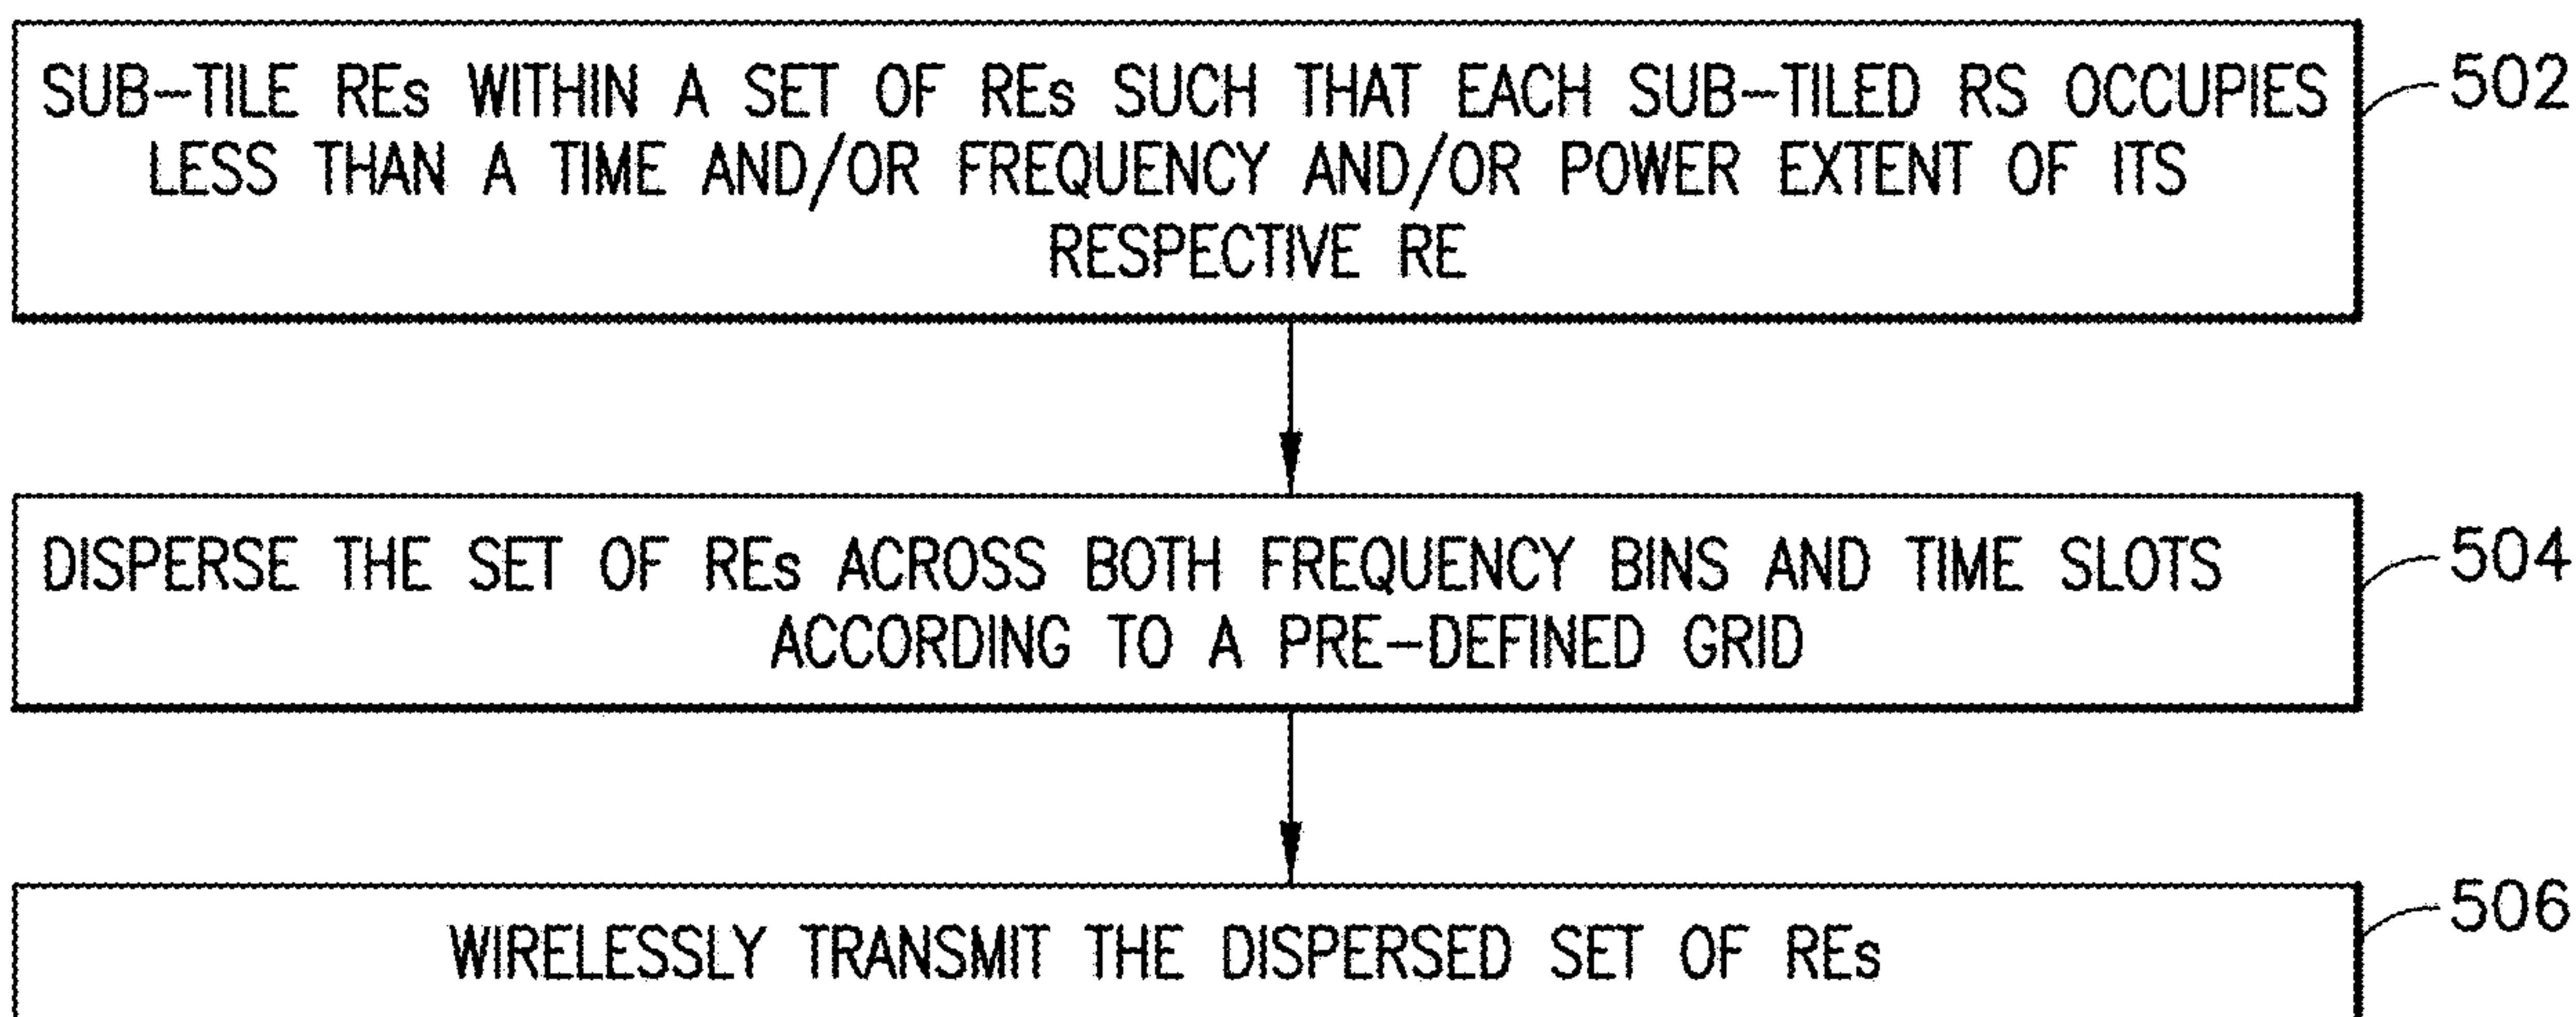 SUB-TILE REs WITHIN A SET OF REs SUCH THAT EACH SUB-TILED RS OCCUPIES
LESS THAN A TIME AND/OR FREQUENCY AND/OR POWER EXTENT OF ITS
RESPECTIVE RE
502
DISPERSE THE SET OF REs ACROSS BOTH FREQUENCY BINS AND TIME SLOTS
ACCORDING TO A PRE-DEFINED GRID
504
WIRELESSLY TRANSMIT THE DISPERSED SET OF REs
506